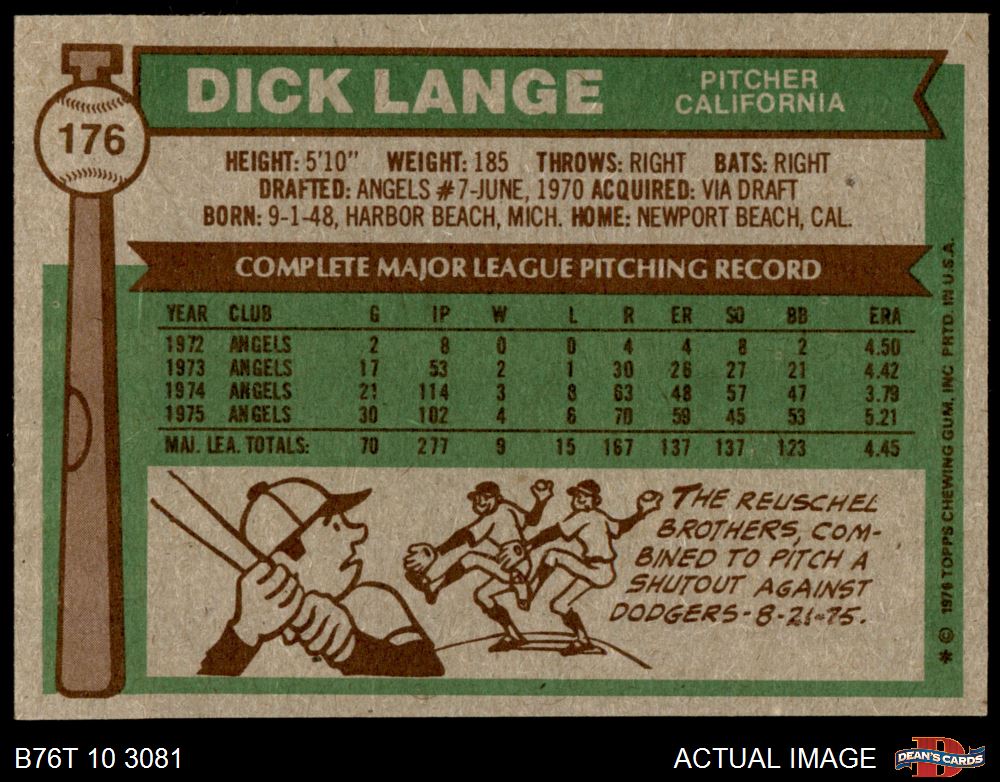 DICK LANGE
PITCHER
CALIFORNIA
176
HEIGHT: 5'10" WEIGHT: 185 THROWS: RIGHT BATS: RIGHT
DRAFTED: ANGELS #7-JUNE, 1970 ACQUIRED: VIA DRAFT
BORN: 9-1-48, HARBOR BEACH, MICH. HOME: NEWPORT BEACH, CAL.
COMPLETE MAJOR LEAGUE PITCHING RECORD
YEAR CLUB G IP W L R ER SO BB ERA
1972 ANGELS 2 8 0 0 4 4 8 2 4.50
1973 ANGELS 17 53 2 1 30 26 27 21 4.42
1974 ANGELS 21 114 3 8 63 48 57 47 3.79
1975 ANGELS 30 102 4 6 70 59 45 53 5.21
MAJ. LEA. TOTALS: 70 277 9 15 167 137 137 123 4.45
THE REUSCHEL
BROTHERS, COM-
BINED TO PITCH A
SHUTOUT AGAINST
DODGERS-8-21-75.
* © 1976 TOPPS CHEWING GUM, INC PRTD. IN U.S.A.
B76T 10 3081
ACTUAL IMAGE
D
DEAN'S CARDS